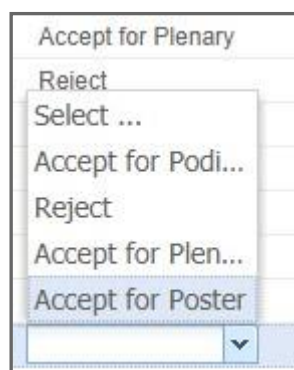 Accept for Plenary
Reject
Select ...
Accept for Podi...
Reject
Accept for Plen...
Accept for Poster